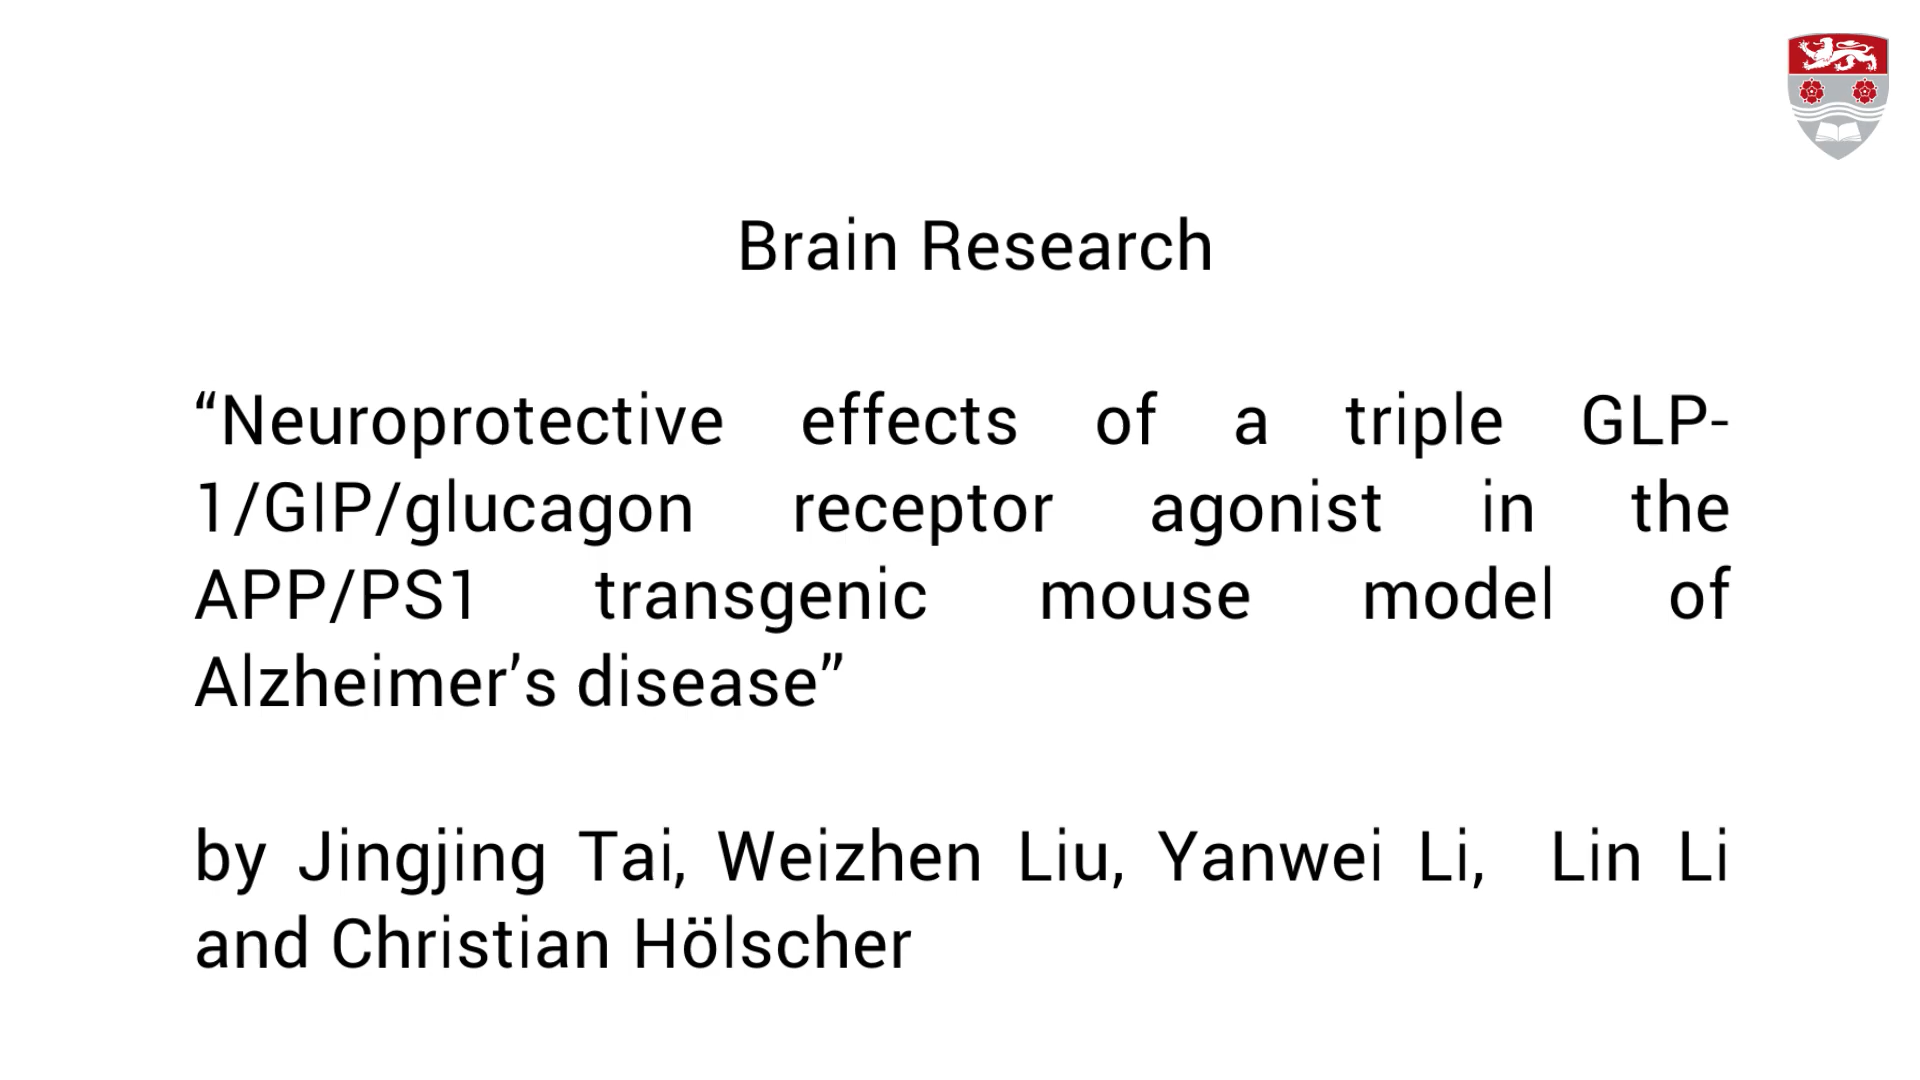 Brain Research
“Neuroprotective effects of a triple GLP-
1/GIP/glucagon receptor agonist in the
APP/PS1 transgenic mouse model of
Alzheimer’s disease”
by Jingjing Tai, Weizhen Liu, Yanwei Li, Lin Li
and Christian Hölscher